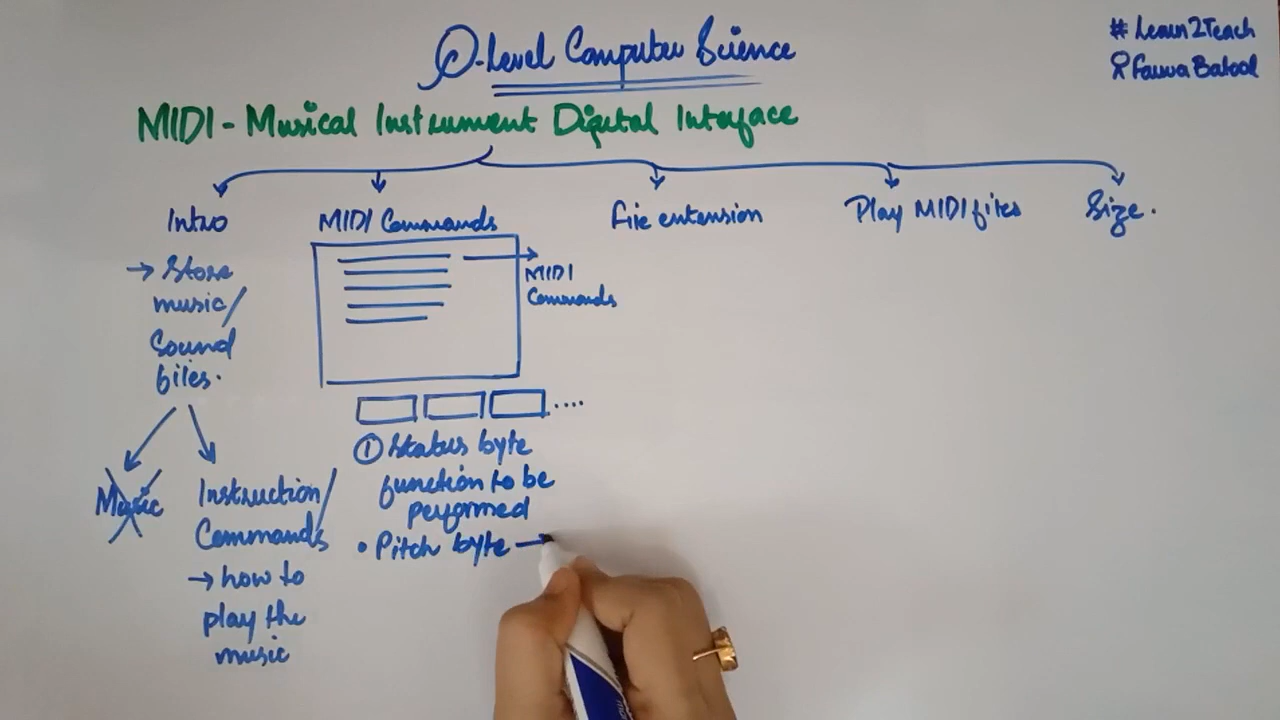 O-Level Computer Science
#Learn2Teach
Faiwa Batool
MIDI - Musical Instrument Digital Interface
Intro
MIDI Commands
File extension
Play MIDI files
Size.
→ Store
music/
Sound
files.
Music
Instruction/
Commands
→ how to
play the
music
MIDI
Commands
....
① Status byte
function to be
performed
• Pitch byte →